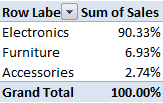 Row Labe Sum of Sales
Electronics 90.33%
Furniture 6.93%
Accessories 2.74%
Grand Total 100.00%